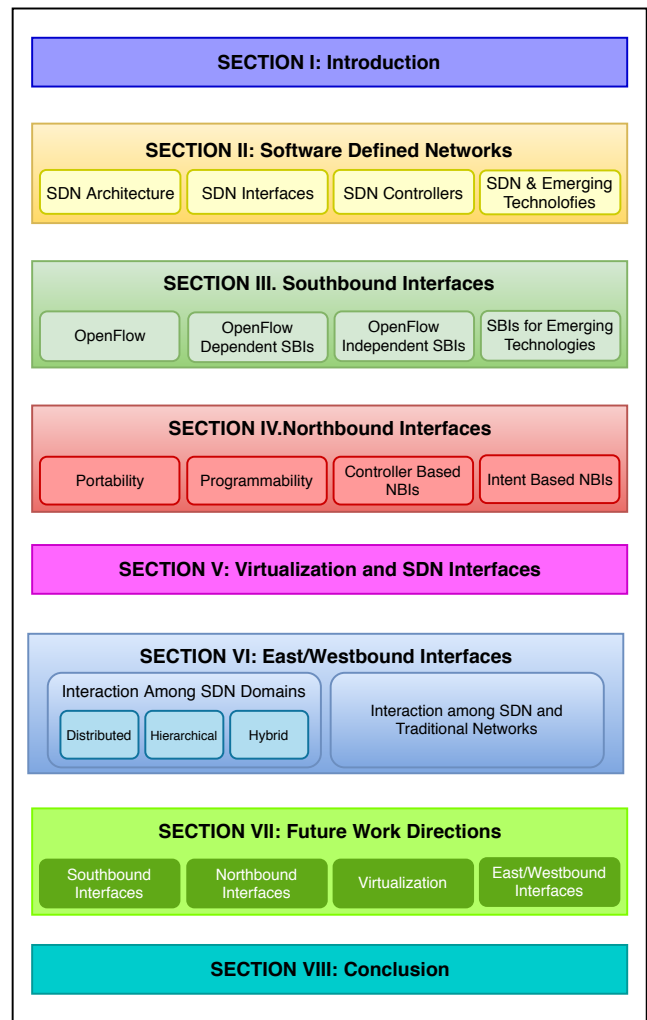 SECTION I: Introduction
SECTION II: Software Defined Networks
SDN Architecture
SDN Interfaces
SDN Controllers
SDN & Emerging
Technolofies
SECTION III. Southbound Interfaces
OpenFlow
OpenFlow
Dependent SBIs
OpenFlow
Independent SBIs
SBIs for Emerging
Technologies
SECTION IV.Northbound Interfaces
Portability
Programmability
Controller Based
NBIs
Intent Based NBIs
SECTION V: Virtualization and SDN Interfaces
SECTION VI: East/Westbound Interfaces
Interaction Among SDN Domains
Distributed
Hierarchical
Hybrid
Interaction among SDN and
Traditional Networks
SECTION VII: Future Work Directions
Southbound
Interfaces
Northbound
Interfaces
Virtualization
East/Westbound
Interfaces
SECTION VIII: Conclusion